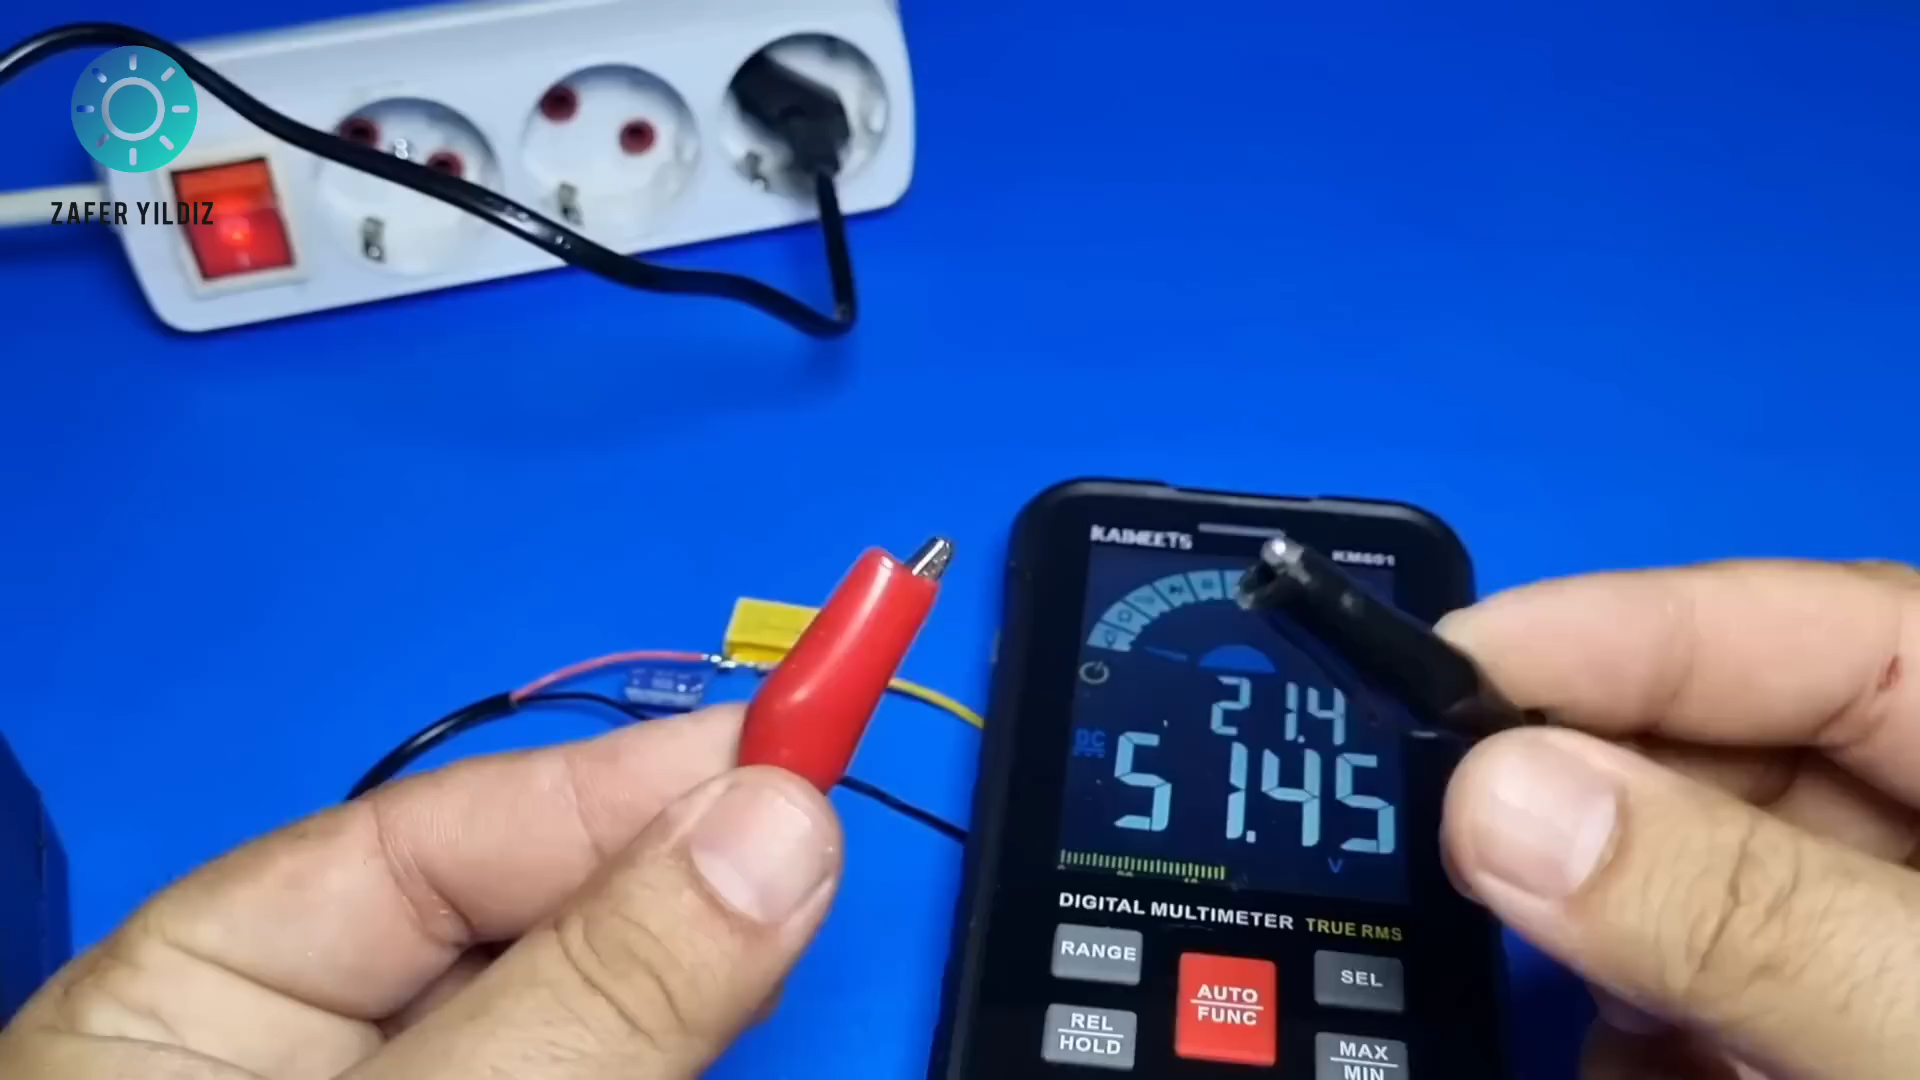 ZAFER YILDIZ
KAIWEETS
KM601
21.4
DC
51.45
V
DIGITAL MULTIMETER TRUE RMS
RANGE
AUTO
FUNC
SEL
REL
HOLD
MAX
MIN